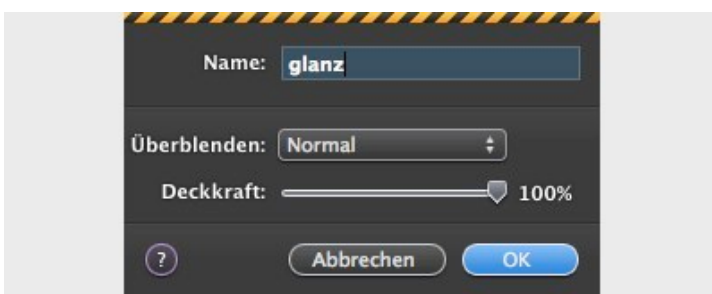 Name: glanz
Überblenden: Normal
Deckkraft: 100%
? Abbrechen OK